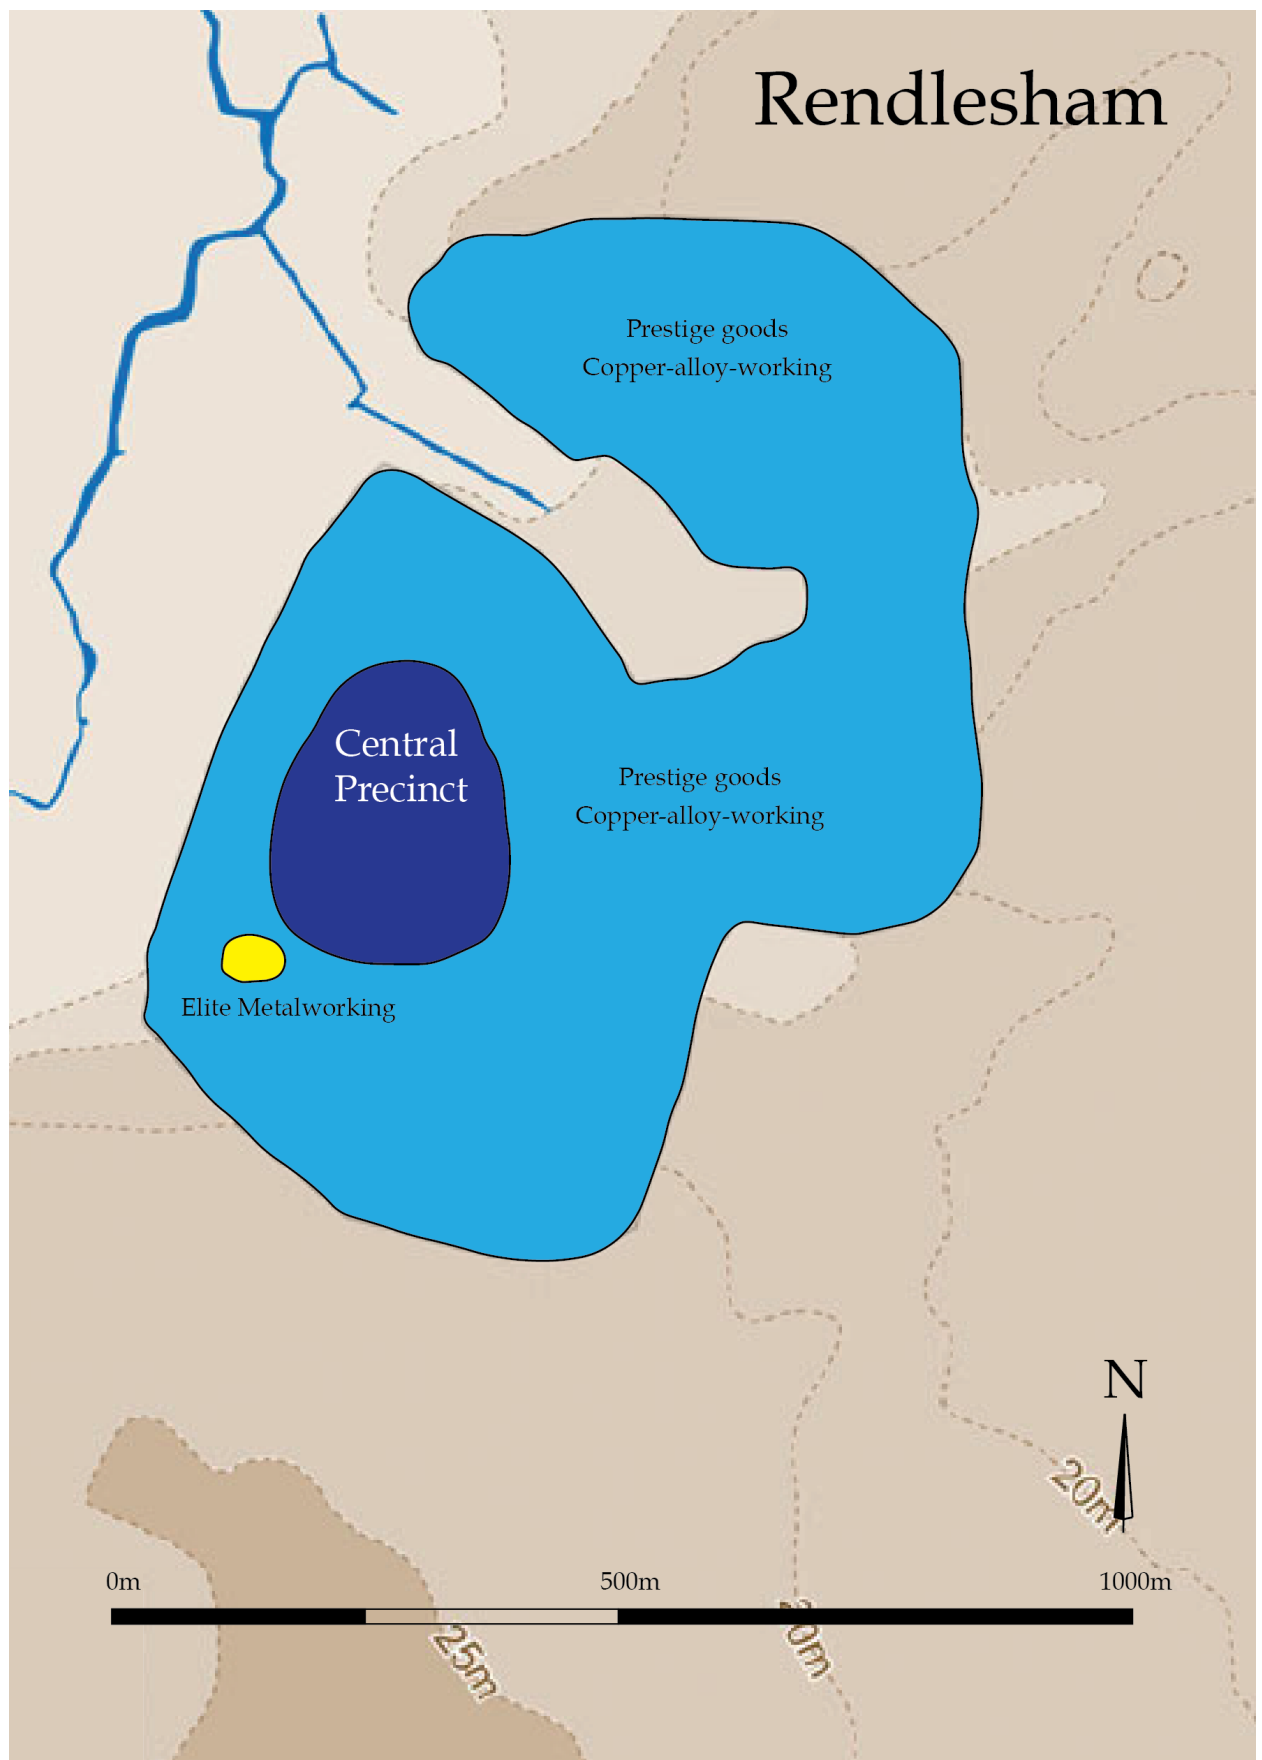 Rendlesham
Prestige goods
Copper-alloy-working
Central
Precinct
Prestige goods
Copper-alloy-working
Elite Metalworking
N
20m
0m
500m
1000m
25m
20m